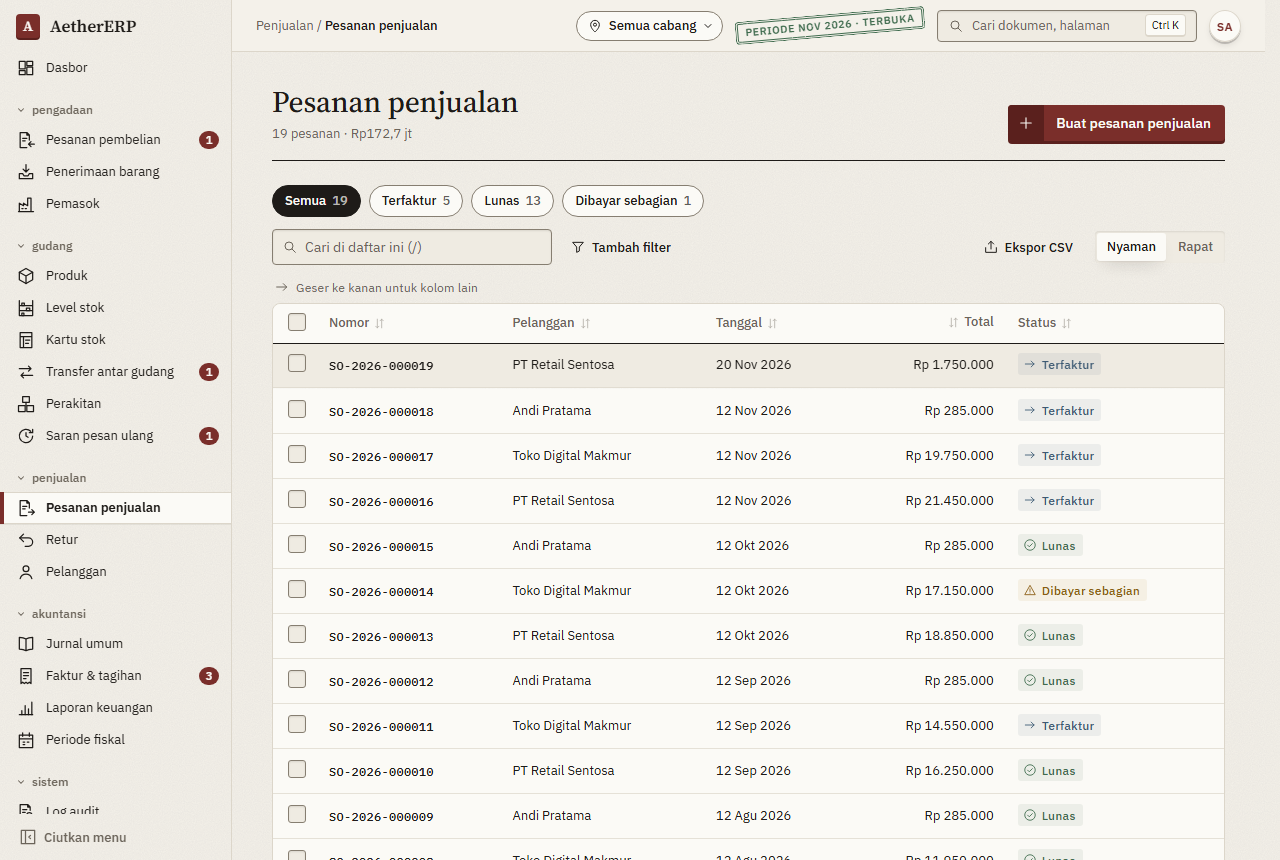 A AetherERP
Penjualan / Pesanan penjualan
Semua cabang
PERIODE NOV 2026 · TERBUKA
Cari dokumen, halaman Ctrl K
SA
Dasbor
pengadaan
Pesanan pembelian 1
Penerimaan barang
Pemasok
gudang
Produk
Level stok
Kartu stok
Transfer antar gudang 1
Perakitan
Saran pesan ulang 1
penjualan
Pesanan penjualan
Retur
Pelanggan
akuntansi
Jurnal umum
Faktur & tagihan 3
Laporan keuangan
Periode fiskal
sistem
Log audit
Ciutkan menu
Pesanan penjualan
19 pesanan · Rp172,7 jt
Buat pesanan penjualan
Semua 19
Terfaktur 5
Lunas 13
Dibayar sebagian 1
Cari di daftar ini (/)
Tambah filter
Ekspor CSV
Nyaman
Rapat
Geser ke kanan untuk kolom lain
Nomor Pelanggan Tanggal Total Status
SO-2026-000019 PT Retail Sentosa 20 Nov 2026 Rp 1.750.000 Terfaktur
SO-2026-000018 Andi Pratama 12 Nov 2026 Rp 285.000 Terfaktur
SO-2026-000017 Toko Digital Makmur 12 Nov 2026 Rp 19.750.000 Terfaktur
SO-2026-000016 PT Retail Sentosa 12 Nov 2026 Rp 21.450.000 Terfaktur
SO-2026-000015 Andi Pratama 12 Okt 2026 Rp 285.000 Lunas
SO-2026-000014 Toko Digital Makmur 12 Okt 2026 Rp 17.150.000 Dibayar sebagian
SO-2026-000013 PT Retail Sentosa 12 Okt 2026 Rp 18.850.000 Lunas
SO-2026-000012 Andi Pratama 12 Sep 2026 Rp 285.000 Lunas
SO-2026-000011 Toko Digital Makmur 12 Sep 2026 Rp 14.550.000 Terfaktur
SO-2026-000010 PT Retail Sentosa 12 Sep 2026 Rp 16.250.000 Lunas
SO-2026-000009 Andi Pratama 12 Agu 2026 Rp 285.000 Lunas
Toko Digital Makmur 12 Agu 2026 Lunas